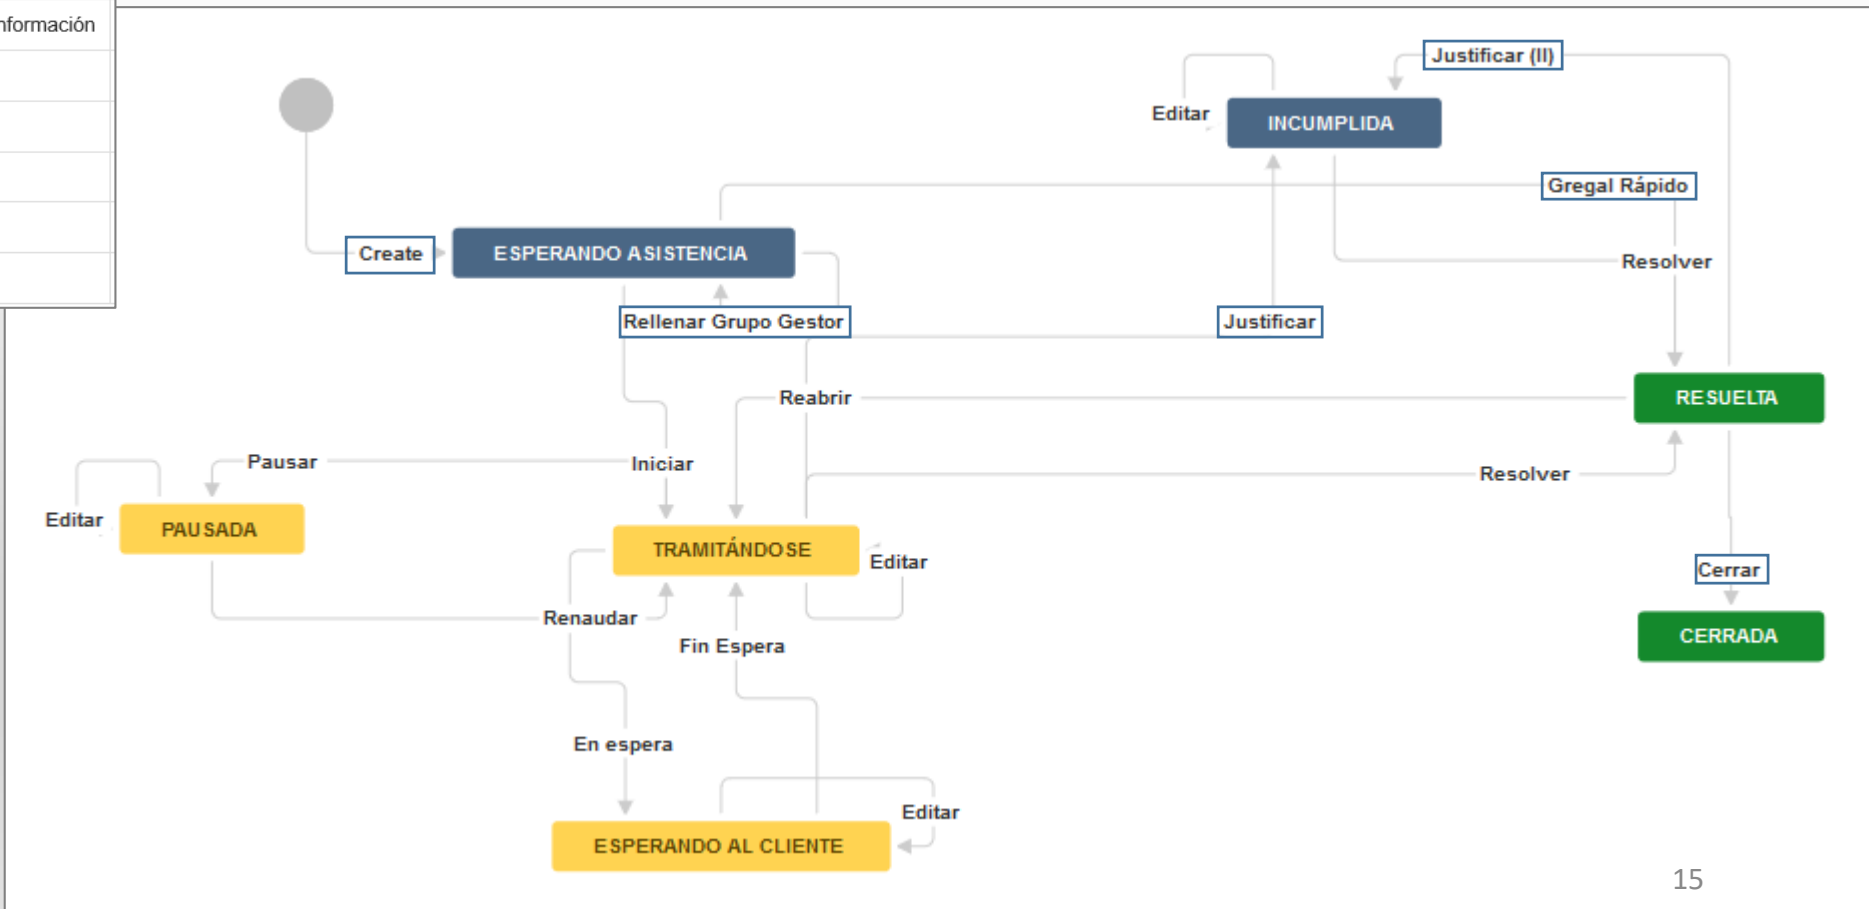 nformación
Justificar (II)
Editar
INCUMPLIDA
Gregal Rápido
Create
ESPERANDO ASISTENCIA
Resolver
Rellenar Grupo Gestor
Justificar
Reabrir
RESUELTA
Pausar
Iniciar
Resolver
Editar
PAUSADA
TRAMITÁNDOSE
Editar
Cerrar
Renaudar
Fin Espera
CERRADA
En espera
Editar
ESPERANDO AL CLIENTE
15